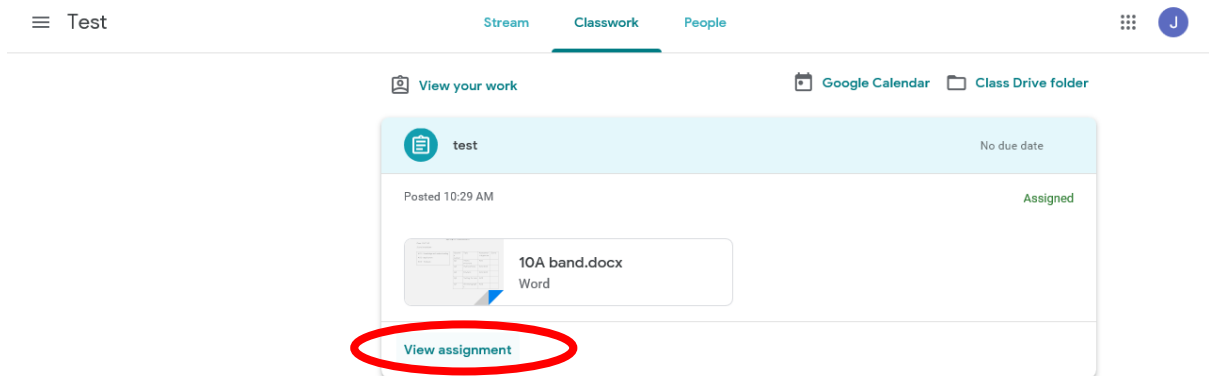 Test Stream Classwork People J
View your work Google Calendar Class Drive folder
test No due date
Posted 10:29 AM Assigned
10A band.docx
Word
View assignment